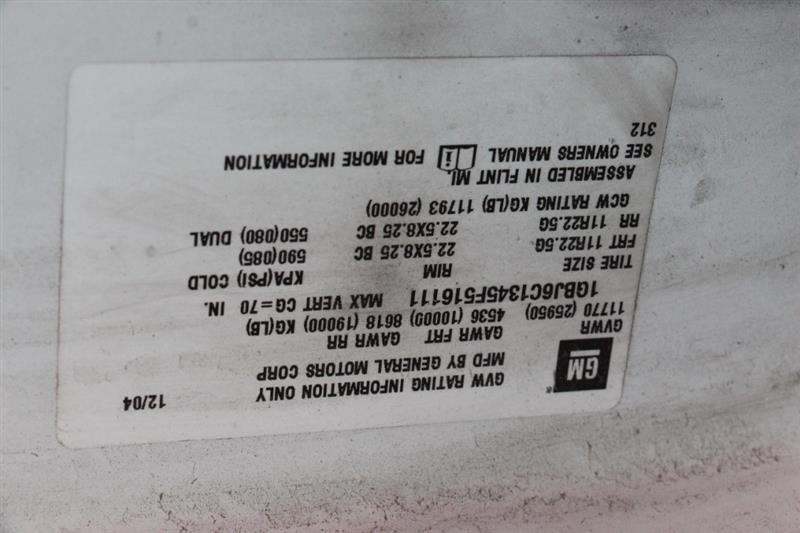 GM
GVW RATING INFORMATION ONLY 12/04
MFD BY GENERAL MOTORS CORP
GVWR GAWR FRT GAWR RR
11770 (25950) 4536 (10000) 8618 (19000) KG(LB)
1GBJ6C1345F516111 MAX VERT CG=70 IN.
TIRE SIZE RIM KPA(PSI) COLD
FRT 11R22.5G 22.5X8.25 BC 590(085)
RR 11R22.5G 22.5X8.25 BC 550(080) DUAL
GCW RATING KG(LB) 11793 (26000)
ASSEMBLED IN FLINT MI.
SEE OWNERS MANUAL i FOR MORE INFORMATION
312